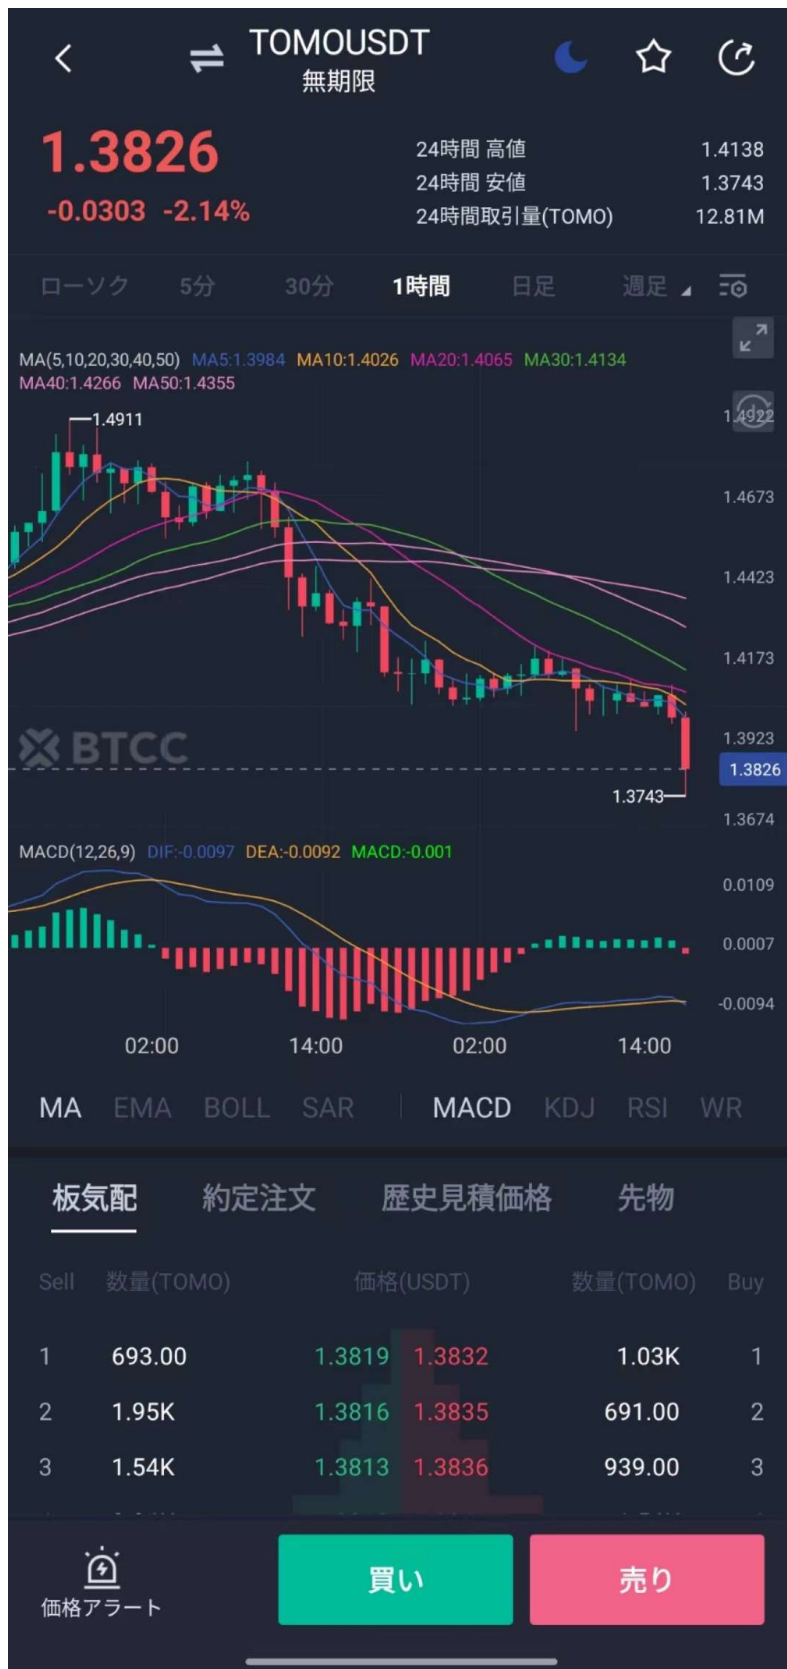 TOMOUSDT
無期限
1.3826
-0.0303 -2.14%
24時間 高値 1.4138
24時間 安値 1.3743
24時間取引量(TOMO) 12.81M
ローソク 5分 30分 1時間 日足 週足
MA(5,10,20,30,40,50) MA5:1.3984 MA10:1.4026 MA20:1.4065 MA30:1.4134
MA40:1.4266 MA50:1.4355
1.4911
1.4922
1.4673
1.4423
1.4173
BTCC
1.3923
1.3826
1.3743
1.3674
MACD(12,26,9) DIF:-0.0097 DEA:-0.0092 MACD:-0.001
0.0109
0.0007
-0.0094
02:00 14:00 02:00 14:00
MA EMA BOLL SAR MACD KDJ RSI WR
板気配 約定注文 歴史見積価格 先物
Sell 数量(TOMO) 価格(USDT) 数量(TOMO) Buy
1 693.00 1.3819 1.3832 1.03K 1
2 1.95K 1.3816 1.3835 691.00 2
3 1.54K 1.3813 1.3836 939.00 3
価格アラート
買い
売り